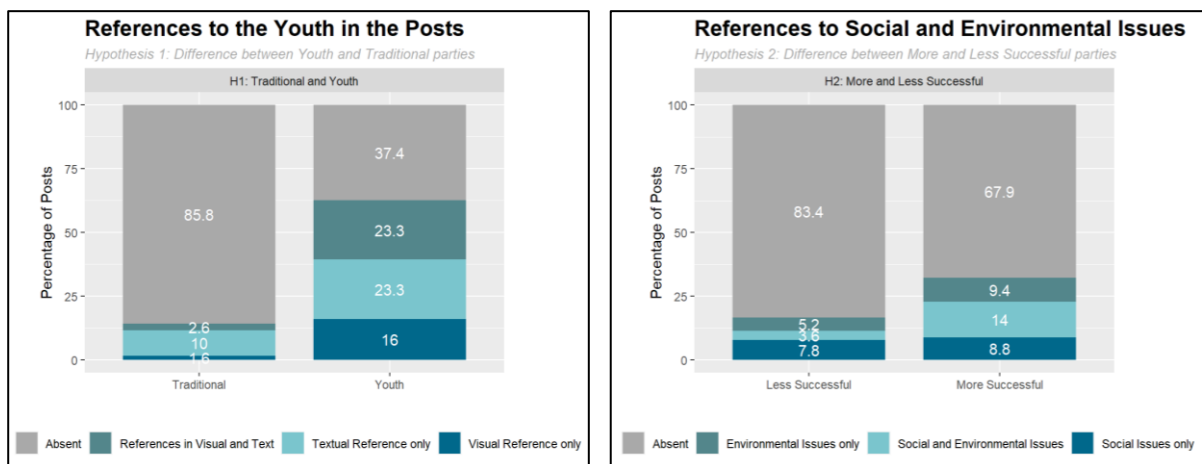 References to the Youth in the Posts
Hypothesis 1: Difference between Youth and Traditional parties
H1: Traditional and Youth
Percentage of Posts
100
75
50
25
0
85.8
2.6
10
1.6
37.4
23.3
23.3
16
Traditional
Youth
Absent
References in Visual and Text
Textual Reference only
Visual Reference only
References to Social and Environmental Issues
Hypothesis 2: Difference between More and Less Successful parties
H2: More and Less Successful
Percentage of Posts
100
75
50
25
0
83.4
5.2
3.6
7.8
67.9
9.4
14
8.8
Less Successful
More Successful
Absent
Environmental Issues only
Social and Environmental Issues
Social Issues only